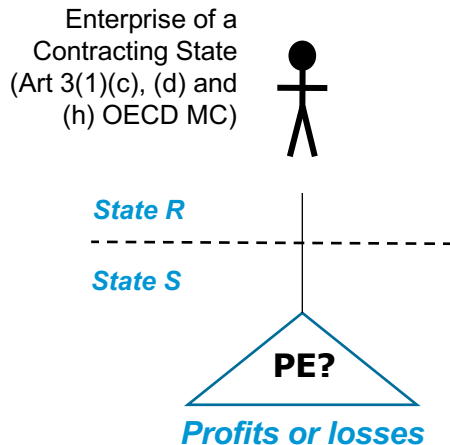 Enterprise of a
Contracting State
(Art 3(1)(c), (d) and
(h) OECD MC)
State R
State S
PE?
Profits or losses